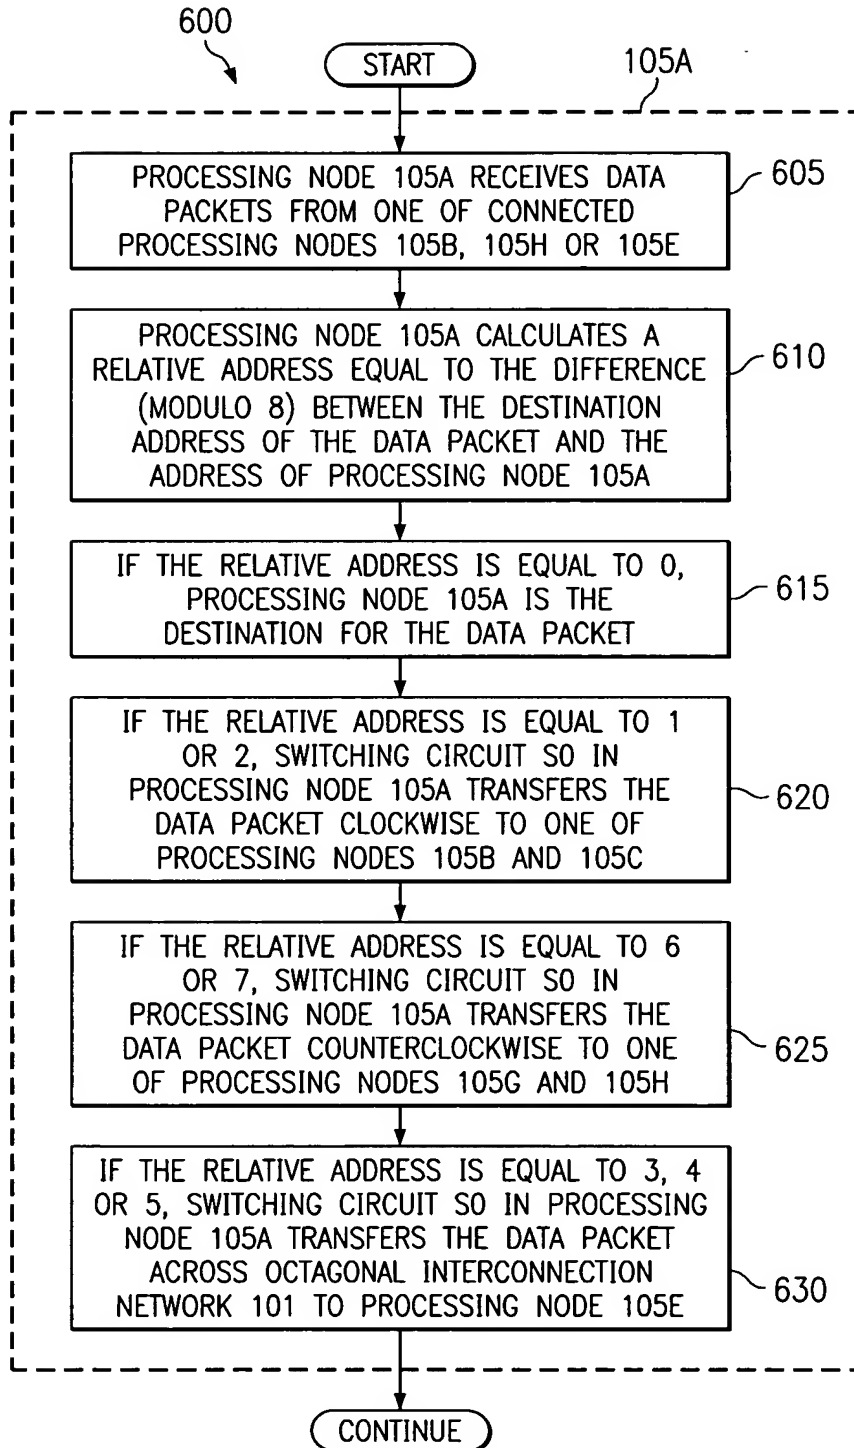 600
START
105A
PROCESSING NODE 105A RECEIVES DATA
PACKETS FROM ONE OF CONNECTED
PROCESSING NODES 105B, 105H OR 105E
605
PROCESSING NODE 105A CALCULATES A
RELATIVE ADDRESS EQUAL TO THE DIFFERENCE
(MODULO 8) BETWEEN THE DESTINATION
ADDRESS OF THE DATA PACKET AND THE
ADDRESS OF PROCESSING NODE 105A
610
IF THE RELATIVE ADDRESS IS EQUAL TO 0,
PROCESSING NODE 105A IS THE
DESTINATION FOR THE DATA PACKET
615
IF THE RELATIVE ADDRESS IS EQUAL TO 1
OR 2, SWITCHING CIRCUIT S0 IN
PROCESSING NODE 105A TRANSFERS THE
DATA PACKET CLOCKWISE TO ONE OF
PROCESSING NODES 105B AND 105C
620
IF THE RELATIVE ADDRESS IS EQUAL TO 6
OR 7, SWITCHING CIRCUIT S0 IN
PROCESSING NODE 105A TRANSFERS THE
DATA PACKET COUNTERCLOCKWISE TO ONE
OF PROCESSING NODES 105G AND 105H
625
IF THE RELATIVE ADDRESS IS EQUAL TO 3, 4
OR 5, SWITCHING CIRCUIT S0 IN PROCESSING
NODE 105A TRANSFERS THE DATA PACKET
ACROSS OCTAGONAL INTERCONNECTION
NETWORK 101 TO PROCESSING NODE 105E
630
CONTINUE